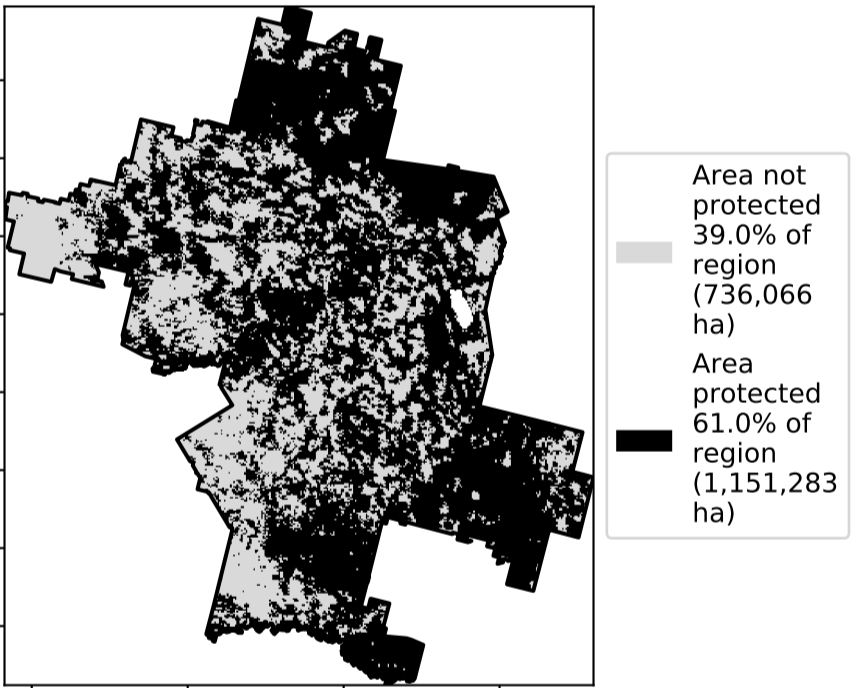 Area not
protected
39.0% of
region
(736,066
ha)
Area
protected
61.0% of
region
(1,151,283
ha)